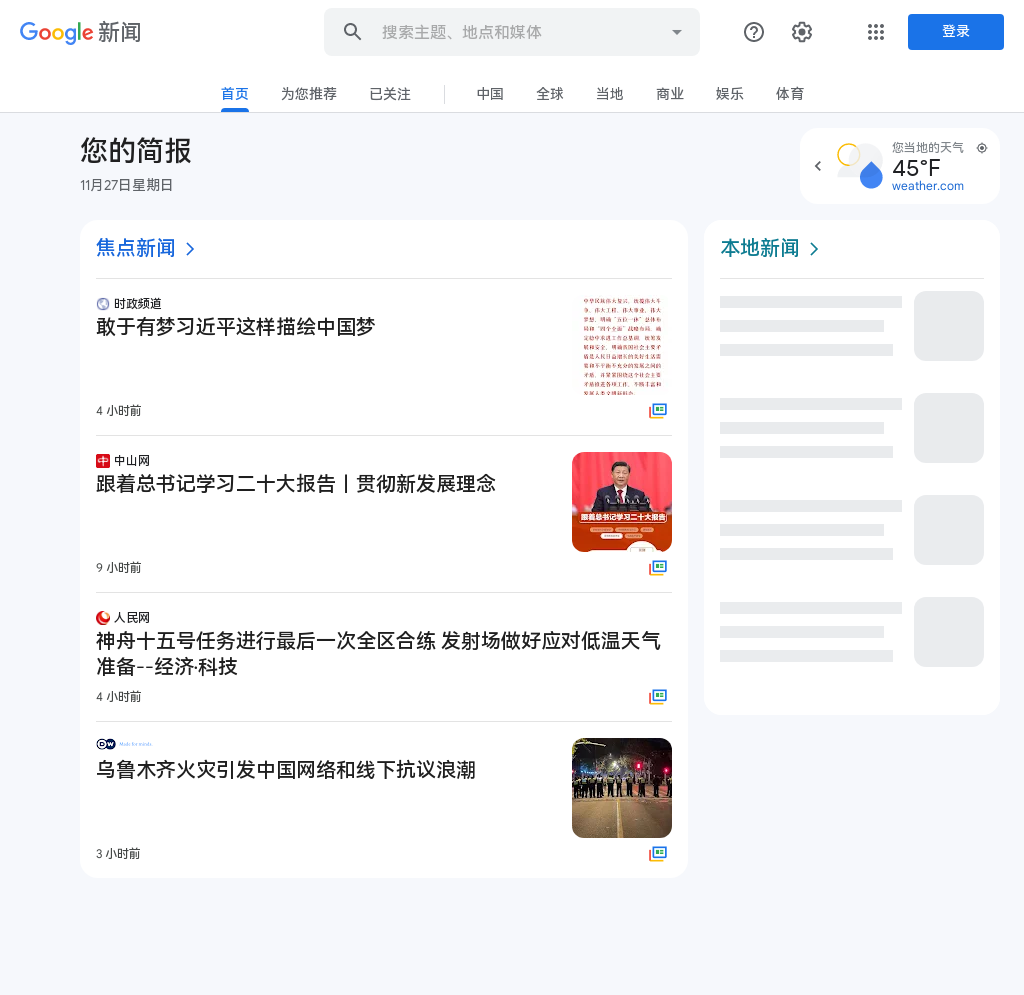 Google 新闻
搜索主题、地点和媒体
登录
首页
为您推荐
已关注
中国
全球
当地
商业
娱乐
体育
您的简报
11月27日星期日
您当地的天气
45°F
weather.com
焦点新闻
本地新闻
时政频道
敢于有梦习近平这样描绘中国梦
4 小时前
中山网
跟着总书记学习二十大报告丨贯彻新发展理念
跟着总书记学习二十大报告
9 小时前
人民网
神舟十五号任务进行最后一次全区合练 发射场做好应对低温天气
准备--经济·科技
4 小时前
DW Made for minds
乌鲁木齐火灾引发中国网络和线下抗议浪潮
3 小时前